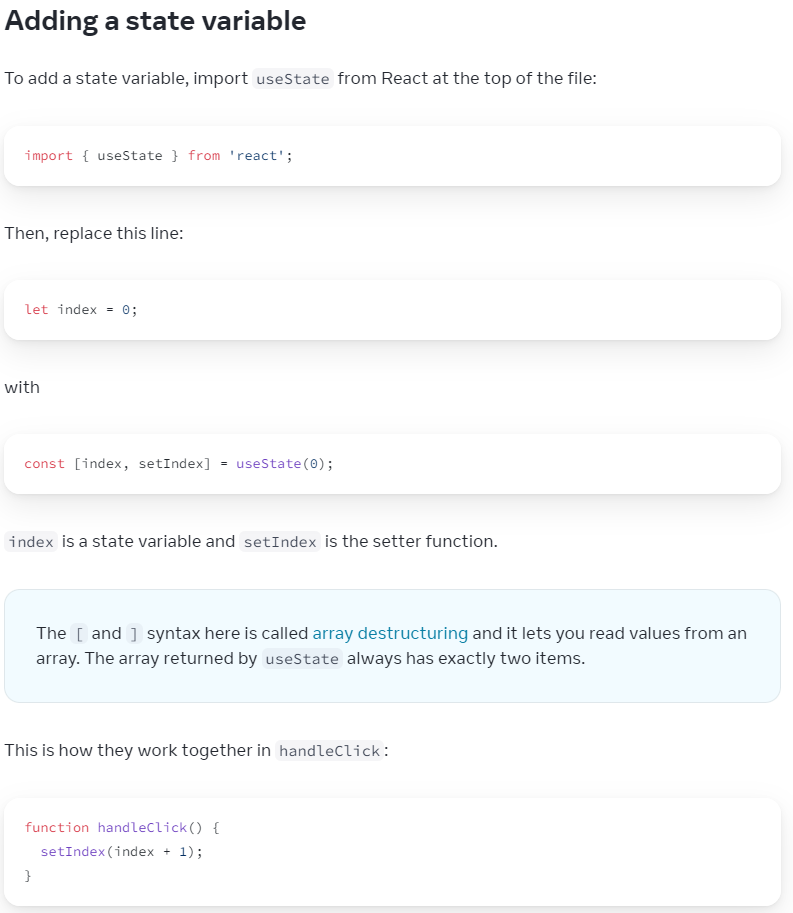 Adding a state variable
To add a state variable, import useState from React at the top of the file:
import { useState } from 'react';
Then, replace this line:
let index = 0;
with
const [index, setIndex] = useState(0);
index is a state variable and setIndex is the setter function.
The [ and ] syntax here is called array destructuring and it lets you read values from an
array. The array returned by useState always has exactly two items.
This is how they work together in handleClick:
function handleClick() {
  setIndex(index + 1);
}